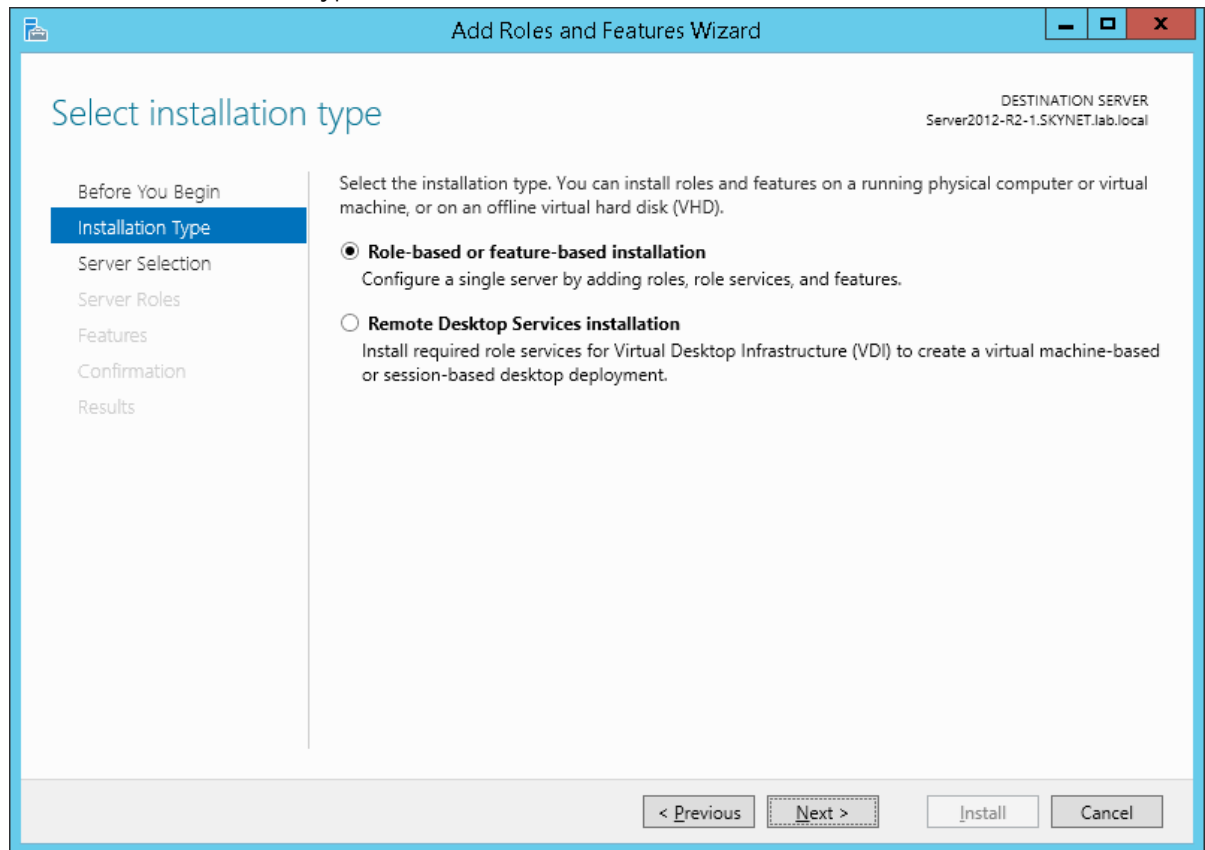 Add Roles and Features Wizard
Select installation type
DESTINATION SERVER
Server2012-R2-1.SKYNET.lab.local
Before You Begin
Installation Type
Server Selection
Server Roles
Features
Confirmation
Results
Select the installation type. You can install roles and features on a running physical computer or virtual
machine, or on an offline virtual hard disk (VHD).
Role-based or feature-based installation
Configure a single server by adding roles, role services, and features.
Remote Desktop Services installation
Install required role services for Virtual Desktop Infrastructure (VDI) to create a virtual machine-based
or session-based desktop deployment.
< Previous Next > Install Cancel